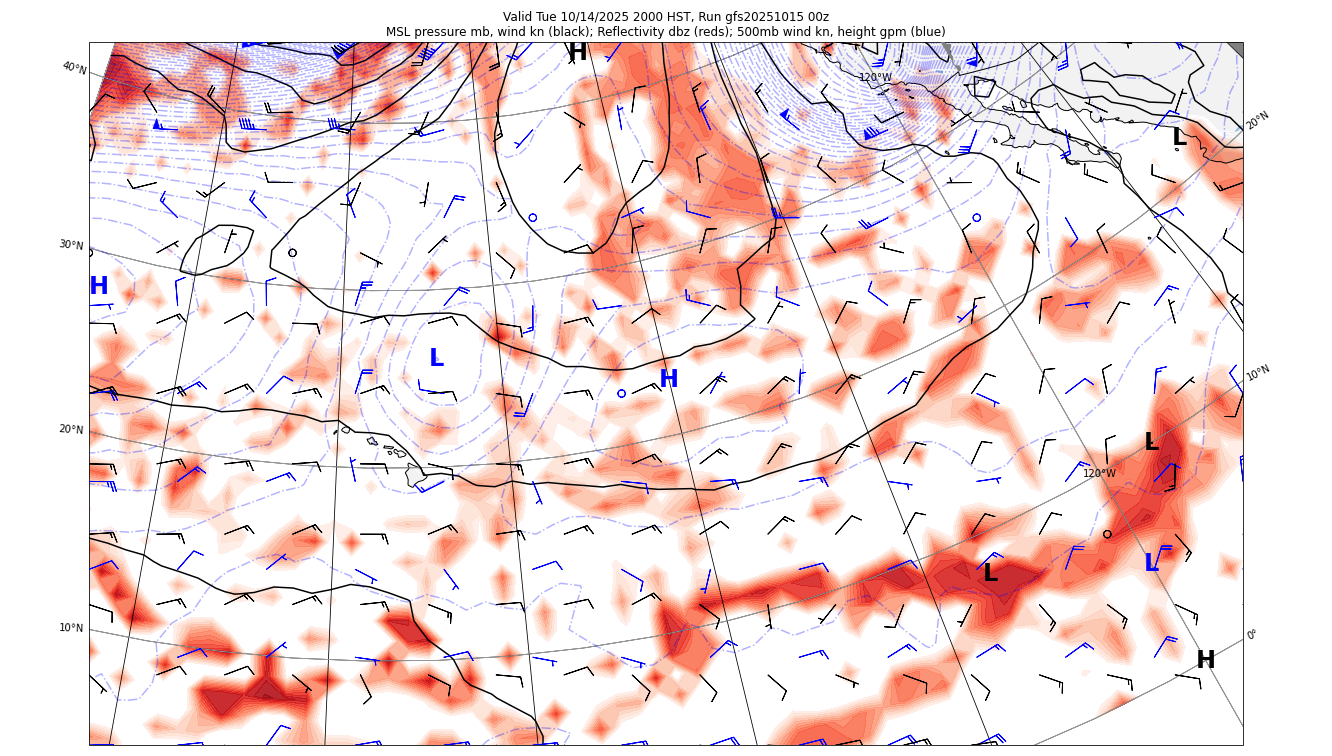 Valid Tue 10/14/2025 2000 HST, Run gfs20251015 00z
MSL pressure mb, wind kn (black); Reflectivity dbz (reds); 500mb wind kn, height gpm (blue)
H
40°N
120°W
20°N
L
30°N
H
L
H
10°N
20°N
L
120°W
L
L
10°N
0°
H